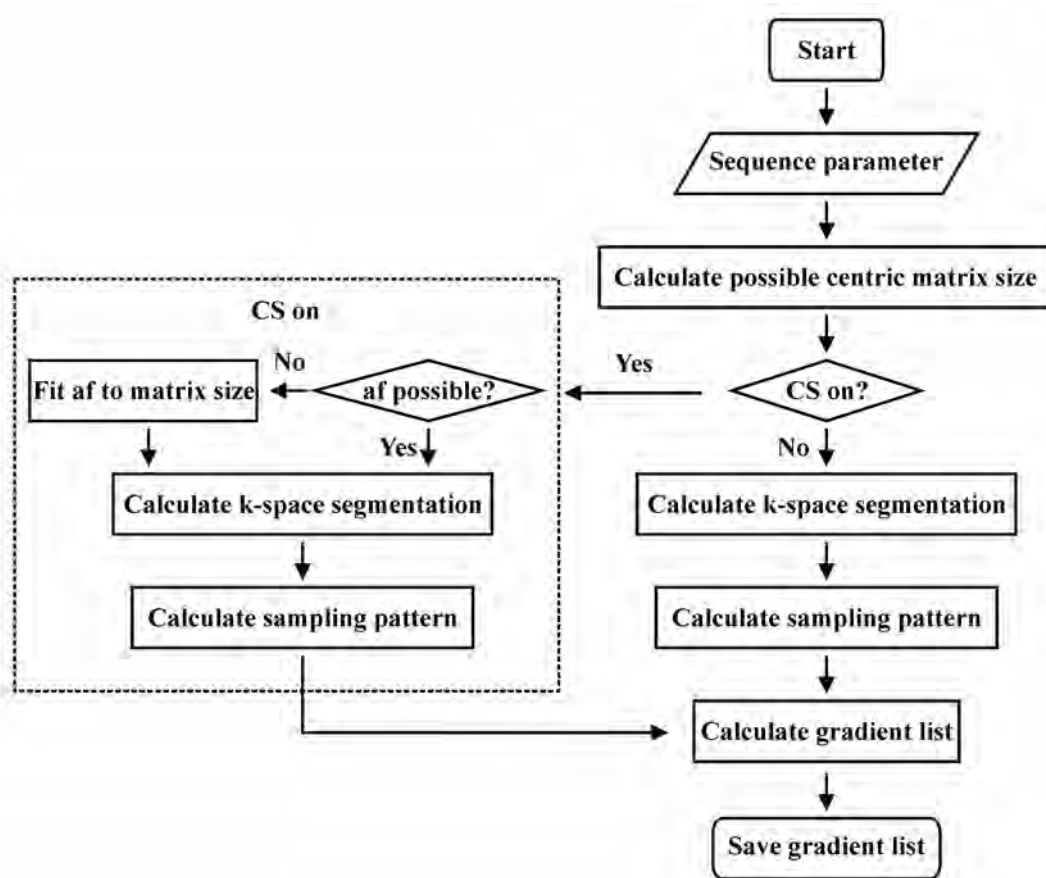 Start
Sequence parameter
Calculate possible centric matrix size
CS on
No
Yes
Fit af to matrix size
af possible?
CS on?
Yes
No
Calculate k-space segmentation
Calculate k-space segmentation
Calculate sampling pattern
Calculate sampling pattern
Calculate gradient list
Save gradient list